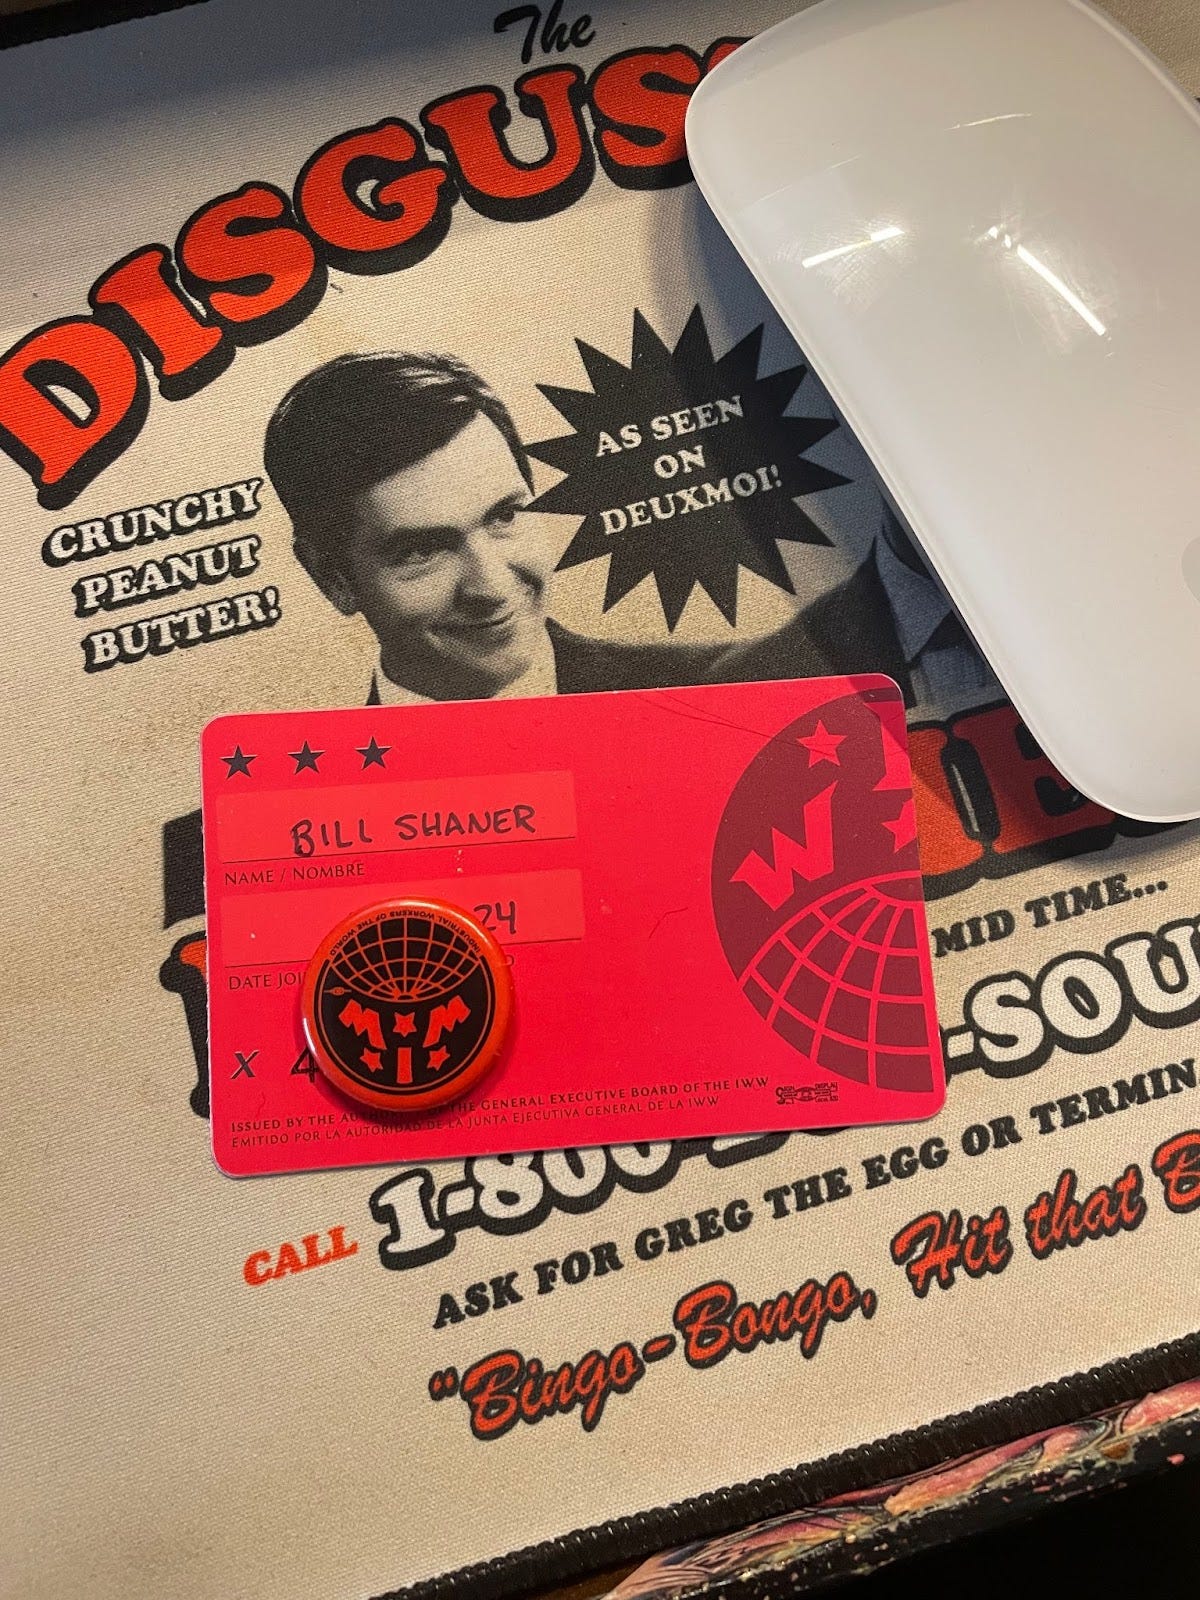 The
DISGUS
CRUNCHY
PEANUT
BUTTER!
AS SEEN
ON
DEUXMOI!
★ ★ ★
BILL SHANER
NAME / NOMBRE
24
DATE JOI
X 4
ISSUED BY THE AUTHO THE GENERAL EXECUTIVE BOARD OF THE IWW
EMITIDO POR LA AUTORIDAD DE LA JUNTA EJECUTIVA GENERAL DE LA IWW
W
INDUSTRIAL WORKERS OF THE WORLD
W I W
MID TIME...
CALL 1-800- -SOU
ASK FOR GREG THE EGG OR TERMIN
"Bingo-Bongo, Hit that B